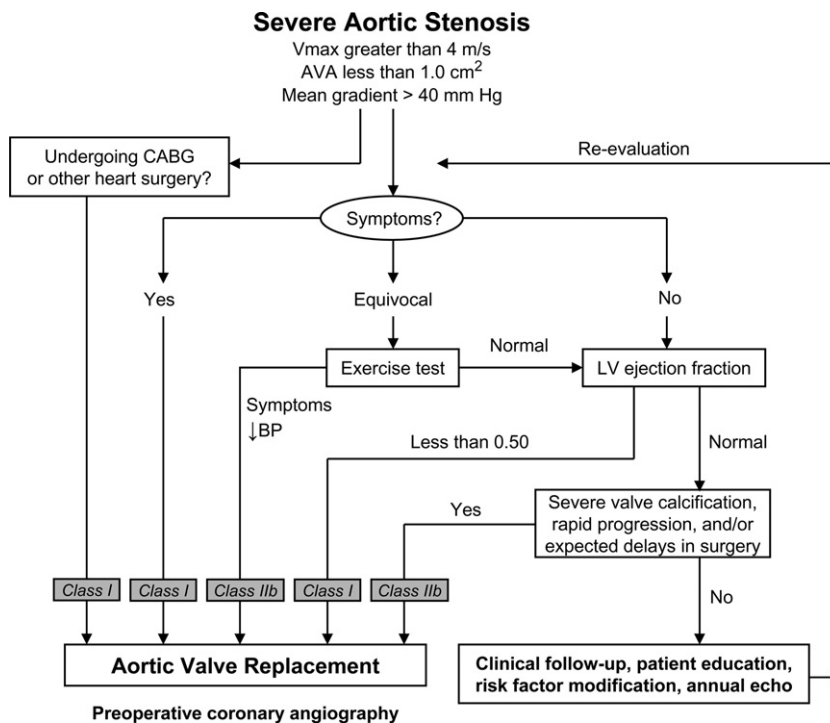 Severe Aortic Stenosis
Vmax greater than 4 m/s
AVA less than 1.0 cm²
Mean gradient > 40 mm Hg
Undergoing CABG
or other heart surgery?
Re-evaluation
Symptoms?
Yes
Equivocal
No
Exercise test
Normal
LV ejection fraction
Symptoms
↓BP
Less than 0.50
Normal
Yes
Severe valve calcification,
rapid progression, and/or
expected delays in surgery
Class I
Class I
Class IIb
Class I
Class IIb
No
Aortic Valve Replacement
Clinical follow-up, patient education,
risk factor modification, annual echo
Preoperative coronary angiography